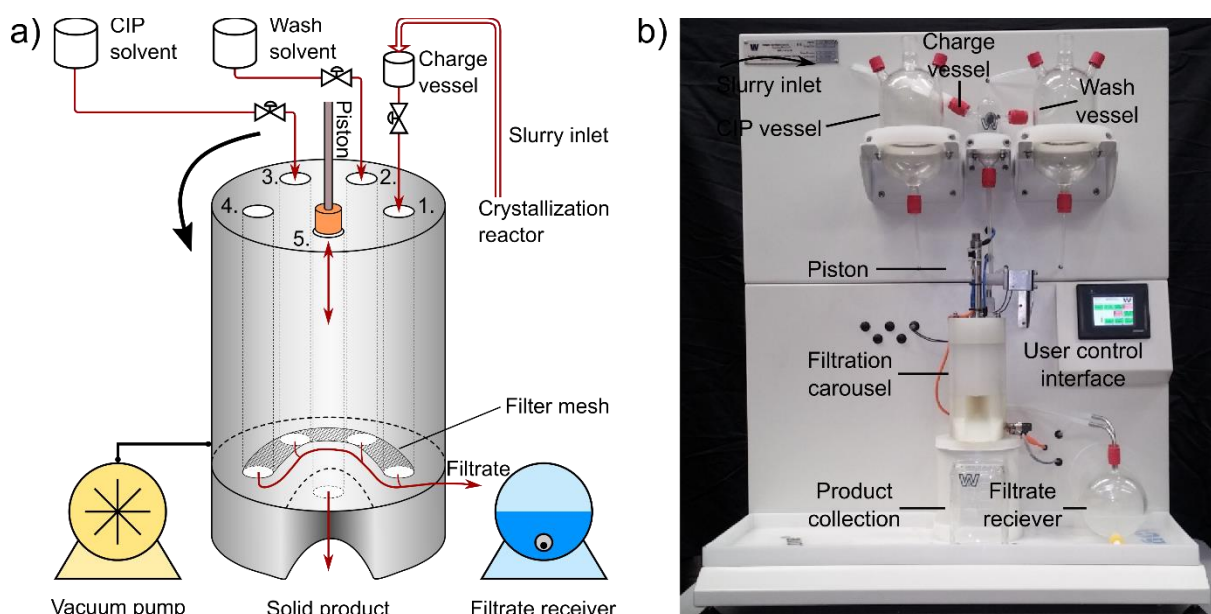 a)
CIP
solvent
Wash
solvent
Charge
vessel
Piston
Slurry inlet
Crystallization
reactor
3.
2.
4.
1.
5.
Filter mesh
Filtrate
Vacuum pump
Solid product
Filtrate receiver
b)
Charge
vessel
Slurry inlet
CIP vessel
Wash
vessel
W
Piston
User control
interface
Filtration
carousel
W
Product
collection
Filtrate
reciever